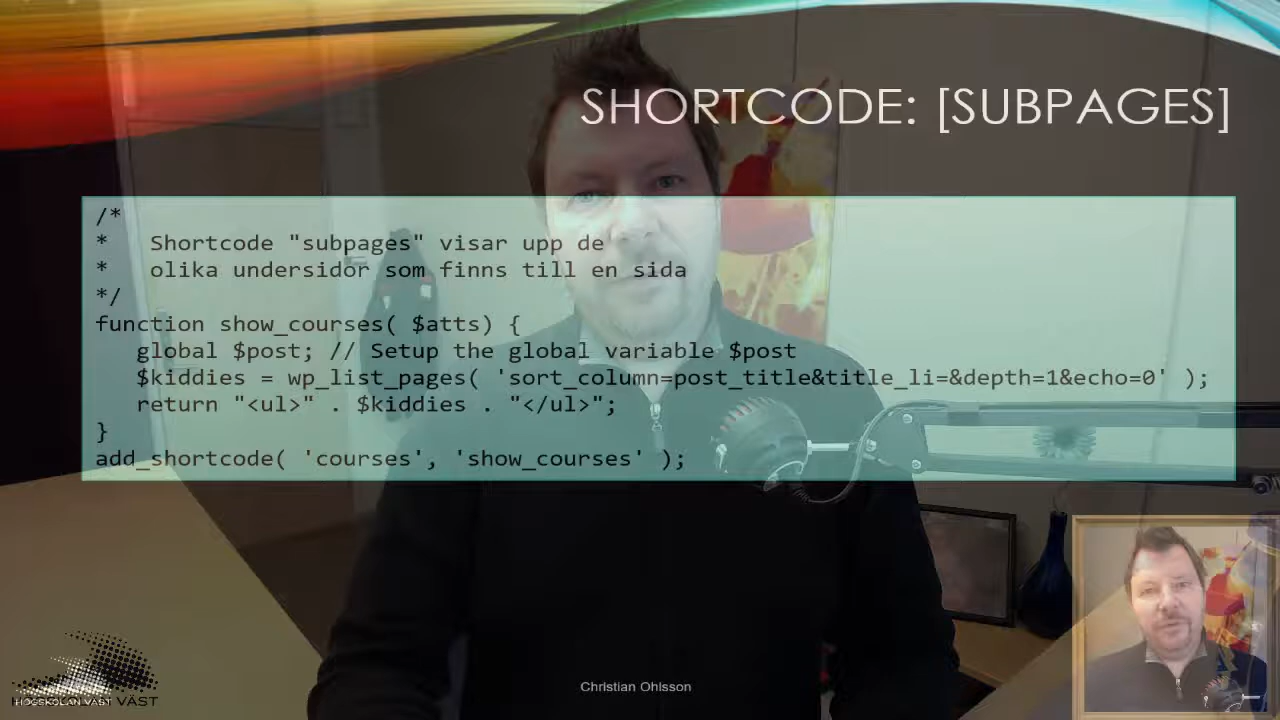 SHORTCODE: [SUBPAGES]
/*
*  Shortcode "subpages" visar upp de
*  olika undersidor som finns till en sida
*/
function show_courses( $atts) {
   global $post; // Setup the global variable $post
   $kiddies = wp_list_pages( 'sort_column=post_title&title_li=&depth=1&echo=0' );
   return "<ul>" . $kiddies . "</ul>";
}
add_shortcode( 'courses', 'show_courses' );
Christian Ohlsson
HÖGSKOLAN VÄST